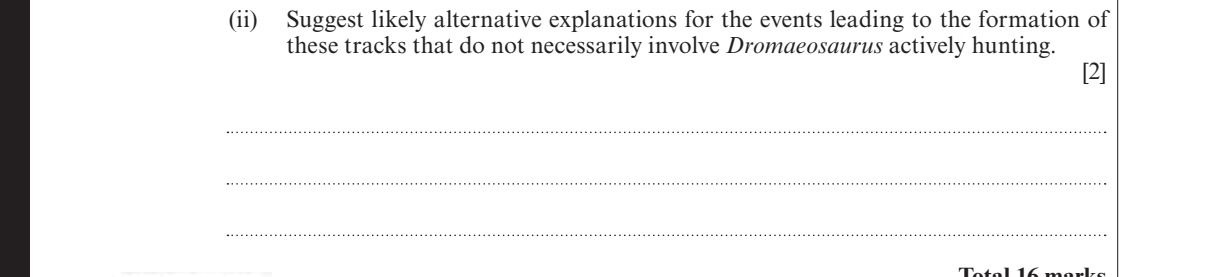 (ii) Suggest likely alternative explanations for the events leading to the formation of
these tracks that do not necessarily involve Dromaeosaurus actively hunting.
[2]
Total 16 marks